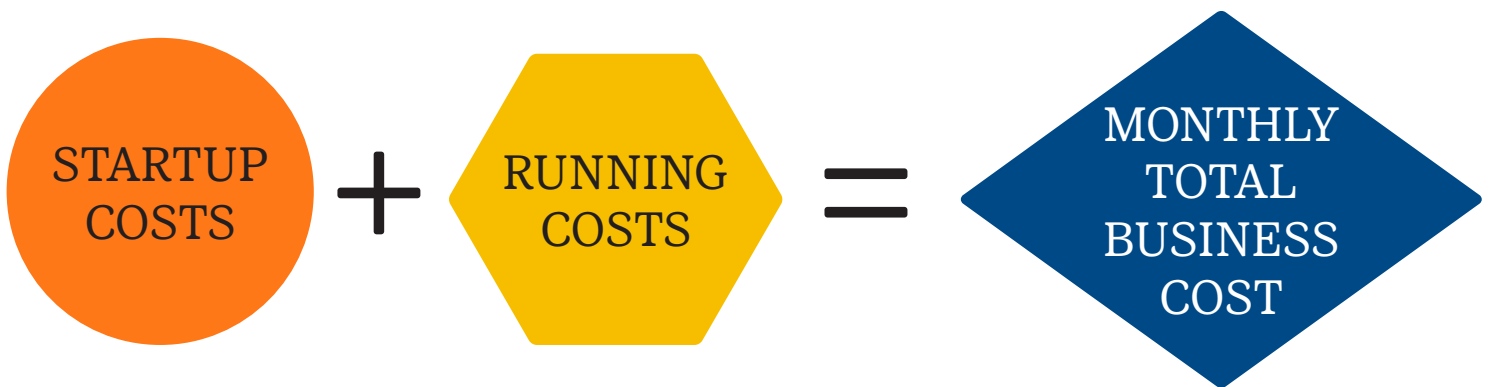 STARTUP
COSTS
+
RUNNING
COSTS
=
MONTHLY
TOTAL
BUSINESS
COST